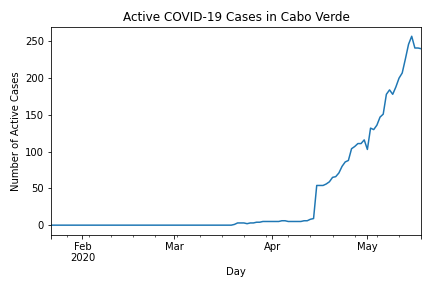 Active COVID-19 Cases in Cabo Verde
250
200
150
100
50
0
Number of Active Cases
Feb
2020
Mar
Apr
May
Day